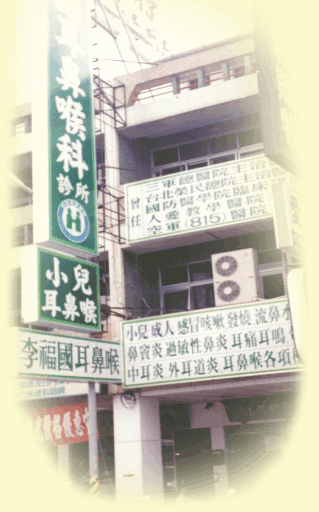 耳鼻喉科
診所
小兒
耳鼻喉
李福國耳鼻喉
曾任
三軍總醫院主治
台北榮民總院主治
國防醫學院臨床
人愛教學醫院
空軍(815)醫院
小兒 成人 感冒咳嗽 發燒 流鼻水
鼻竇炎 過敏性鼻炎 耳痛耳鳴
中耳炎 外耳道炎 耳鼻喉各項